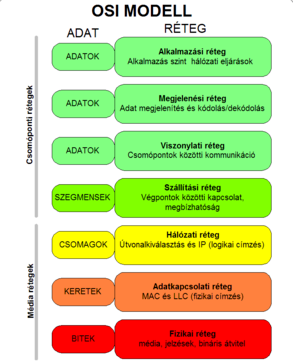 OSI MODELL
ADAT
RÉTEG
Csomóponti rétegek
ADATOK
Alkalmazási réteg
Alkalmazás szint hálózati eljárások
ADATOK
Megjelenési réteg
Adat megjelenítés és kódolás/dekódolás
ADATOK
Viszonylati réteg
Csomópontok közötti kommunikáció
SZEGMENSEK
Szállítási réteg
Végpontok közötti kapcsolat,
megbízhatóság
Média rétegek
CSOMAGOK
Hálózati réteg
Útvonalkiválasztás és IP (logikai címzés)
KERETEK
Adatkapcsolati réteg
MAC és LLC (fizikai címzés)
BITEK
Fizikai réteg
média, jelzések, bináris átvitel